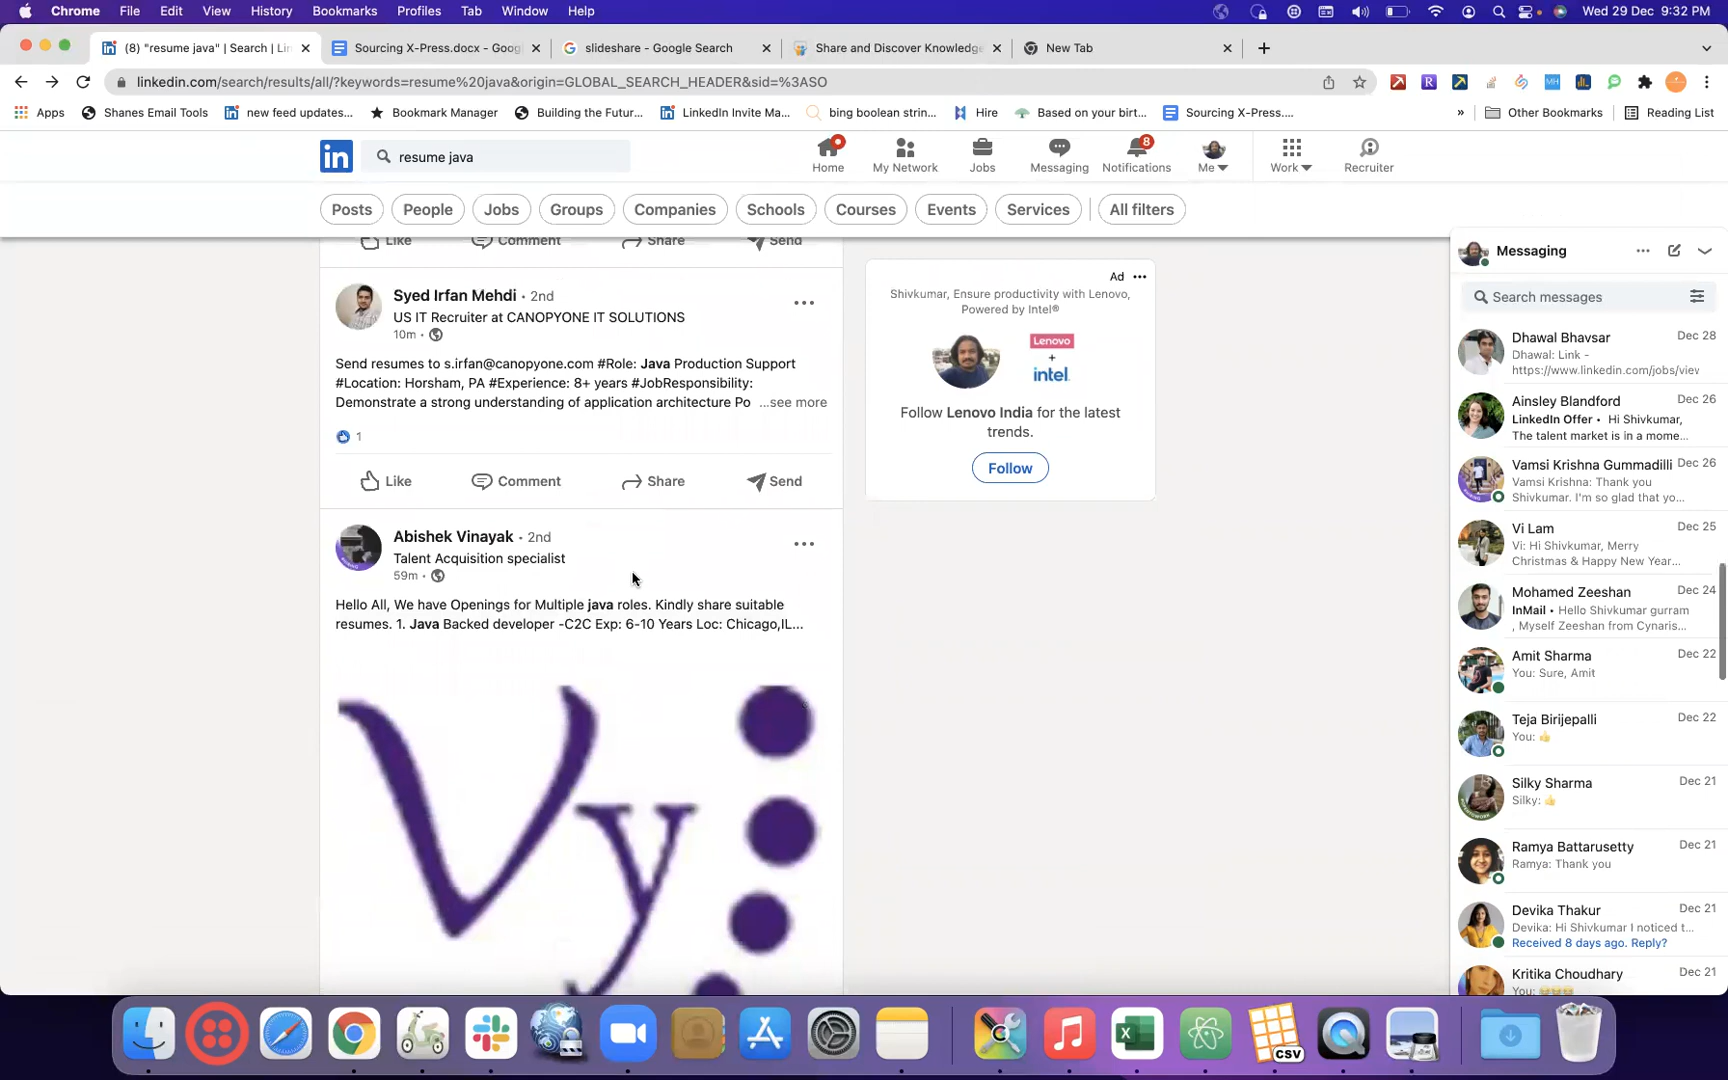 Chrome File Edit View History Bookmarks Profiles Tab Window Help Wed 29 Dec 9:32 PM
(8) "resume java" | Search | Lin Sourcing X-Press.docx - Goog slideshare - Google Search Share and Discover Knowledge New Tab
linkedin.com/search/results/all/?keywords=resume%20java&origin=GLOBAL_SEARCH_HEADER&sid=%3ASO
Apps Shanes Email Tools new feed updates... Bookmark Manager Building the Futur... LinkedIn Invite Ma... bing boolean strin... Hire Based on your birt... Sourcing X-Press.... » Other Bookmarks Reading List
in resume java Home My Network Jobs Messaging 8 Notifications Me Work Recruiter
Posts People Jobs Groups Companies Schools Courses Events Services All filters
Like Comment Share Send
Syed Irfan Mehdi • 2nd
US IT Recruiter at CANOPYONE IT SOLUTIONS
10m •
Send resumes to s.irfan@canopyone.com #Role: Java Production Support
#Location: Horsham, PA #Experience: 8+ years #JobResponsibility:
Demonstrate a strong understanding of application architecture Po ...see more
1
Like Comment Share Send
Abishek Vinayak • 2nd
Talent Acquisition specialist
59m •
Hello All, We have Openings for Multiple java roles. Kindly share suitable
resumes. 1. Java Backed developer -C2C Exp: 6-10 Years Loc: Chicago,IL...
Vy
Ad •••
Shivkumar, Ensure productivity with Lenovo,
Powered by Intel®
Lenovo
+
intel
Follow Lenovo India for the latest
trends.
Follow
Messaging
Search messages
Dhawal Bhavsar Dec 28
Dhawal: Link -
https://www.linkedin.com/jobs/view
Ainsley Blandford Dec 26
LinkedIn Offer • Hi Shivkumar,
The talent market is in a mome...
Vamsi Krishna Gummadilli Dec 26
Vamsi Krishna: Thank you
Shivkumar. I'm so glad that yo...
Vi Lam Dec 25
Vi: Hi Shivkumar, Merry
Christmas & Happy New Year...
Mohamed Zeeshan Dec 24
InMail • Hello Shivkumar gurram
, Myself Zeeshan from Cynaris...
Amit Sharma Dec 22
You: Sure, Amit
Teja Birijepalli Dec 22
You: 👍
Silky Sharma Dec 21
Silky: 👍
Ramya Battarusetty Dec 21
Ramya: Thank you
Devika Thakur Dec 21
Devika: Hi Shivkumar I noticed t...
Received 8 days ago. Reply?
Kritika Choudhary Dec 21
You: 😂😂😂
CSV